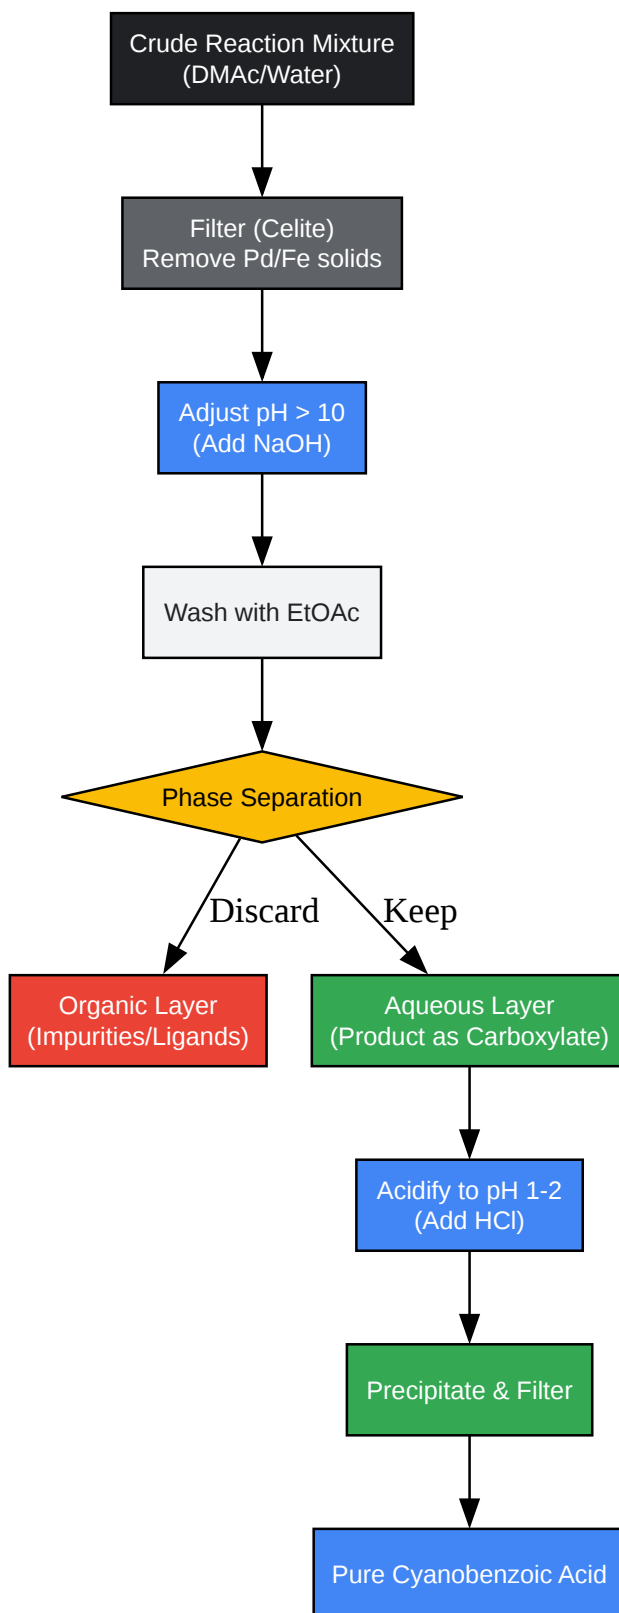 Crude Reaction Mixture
(DMAc/Water)
Filter (Celite)
Remove Pd/Fe solids
Adjust pH > 10
(Add NaOH)
Wash with EtOAc
Phase Separation
Discard
Keep
Organic Layer
(Impurities/Ligands)
Aqueous Layer
(Product as Carboxylate)
Acidify to pH 1-2
(Add HCl)
Precipitate & Filter
Pure Cyanobenzoic Acid